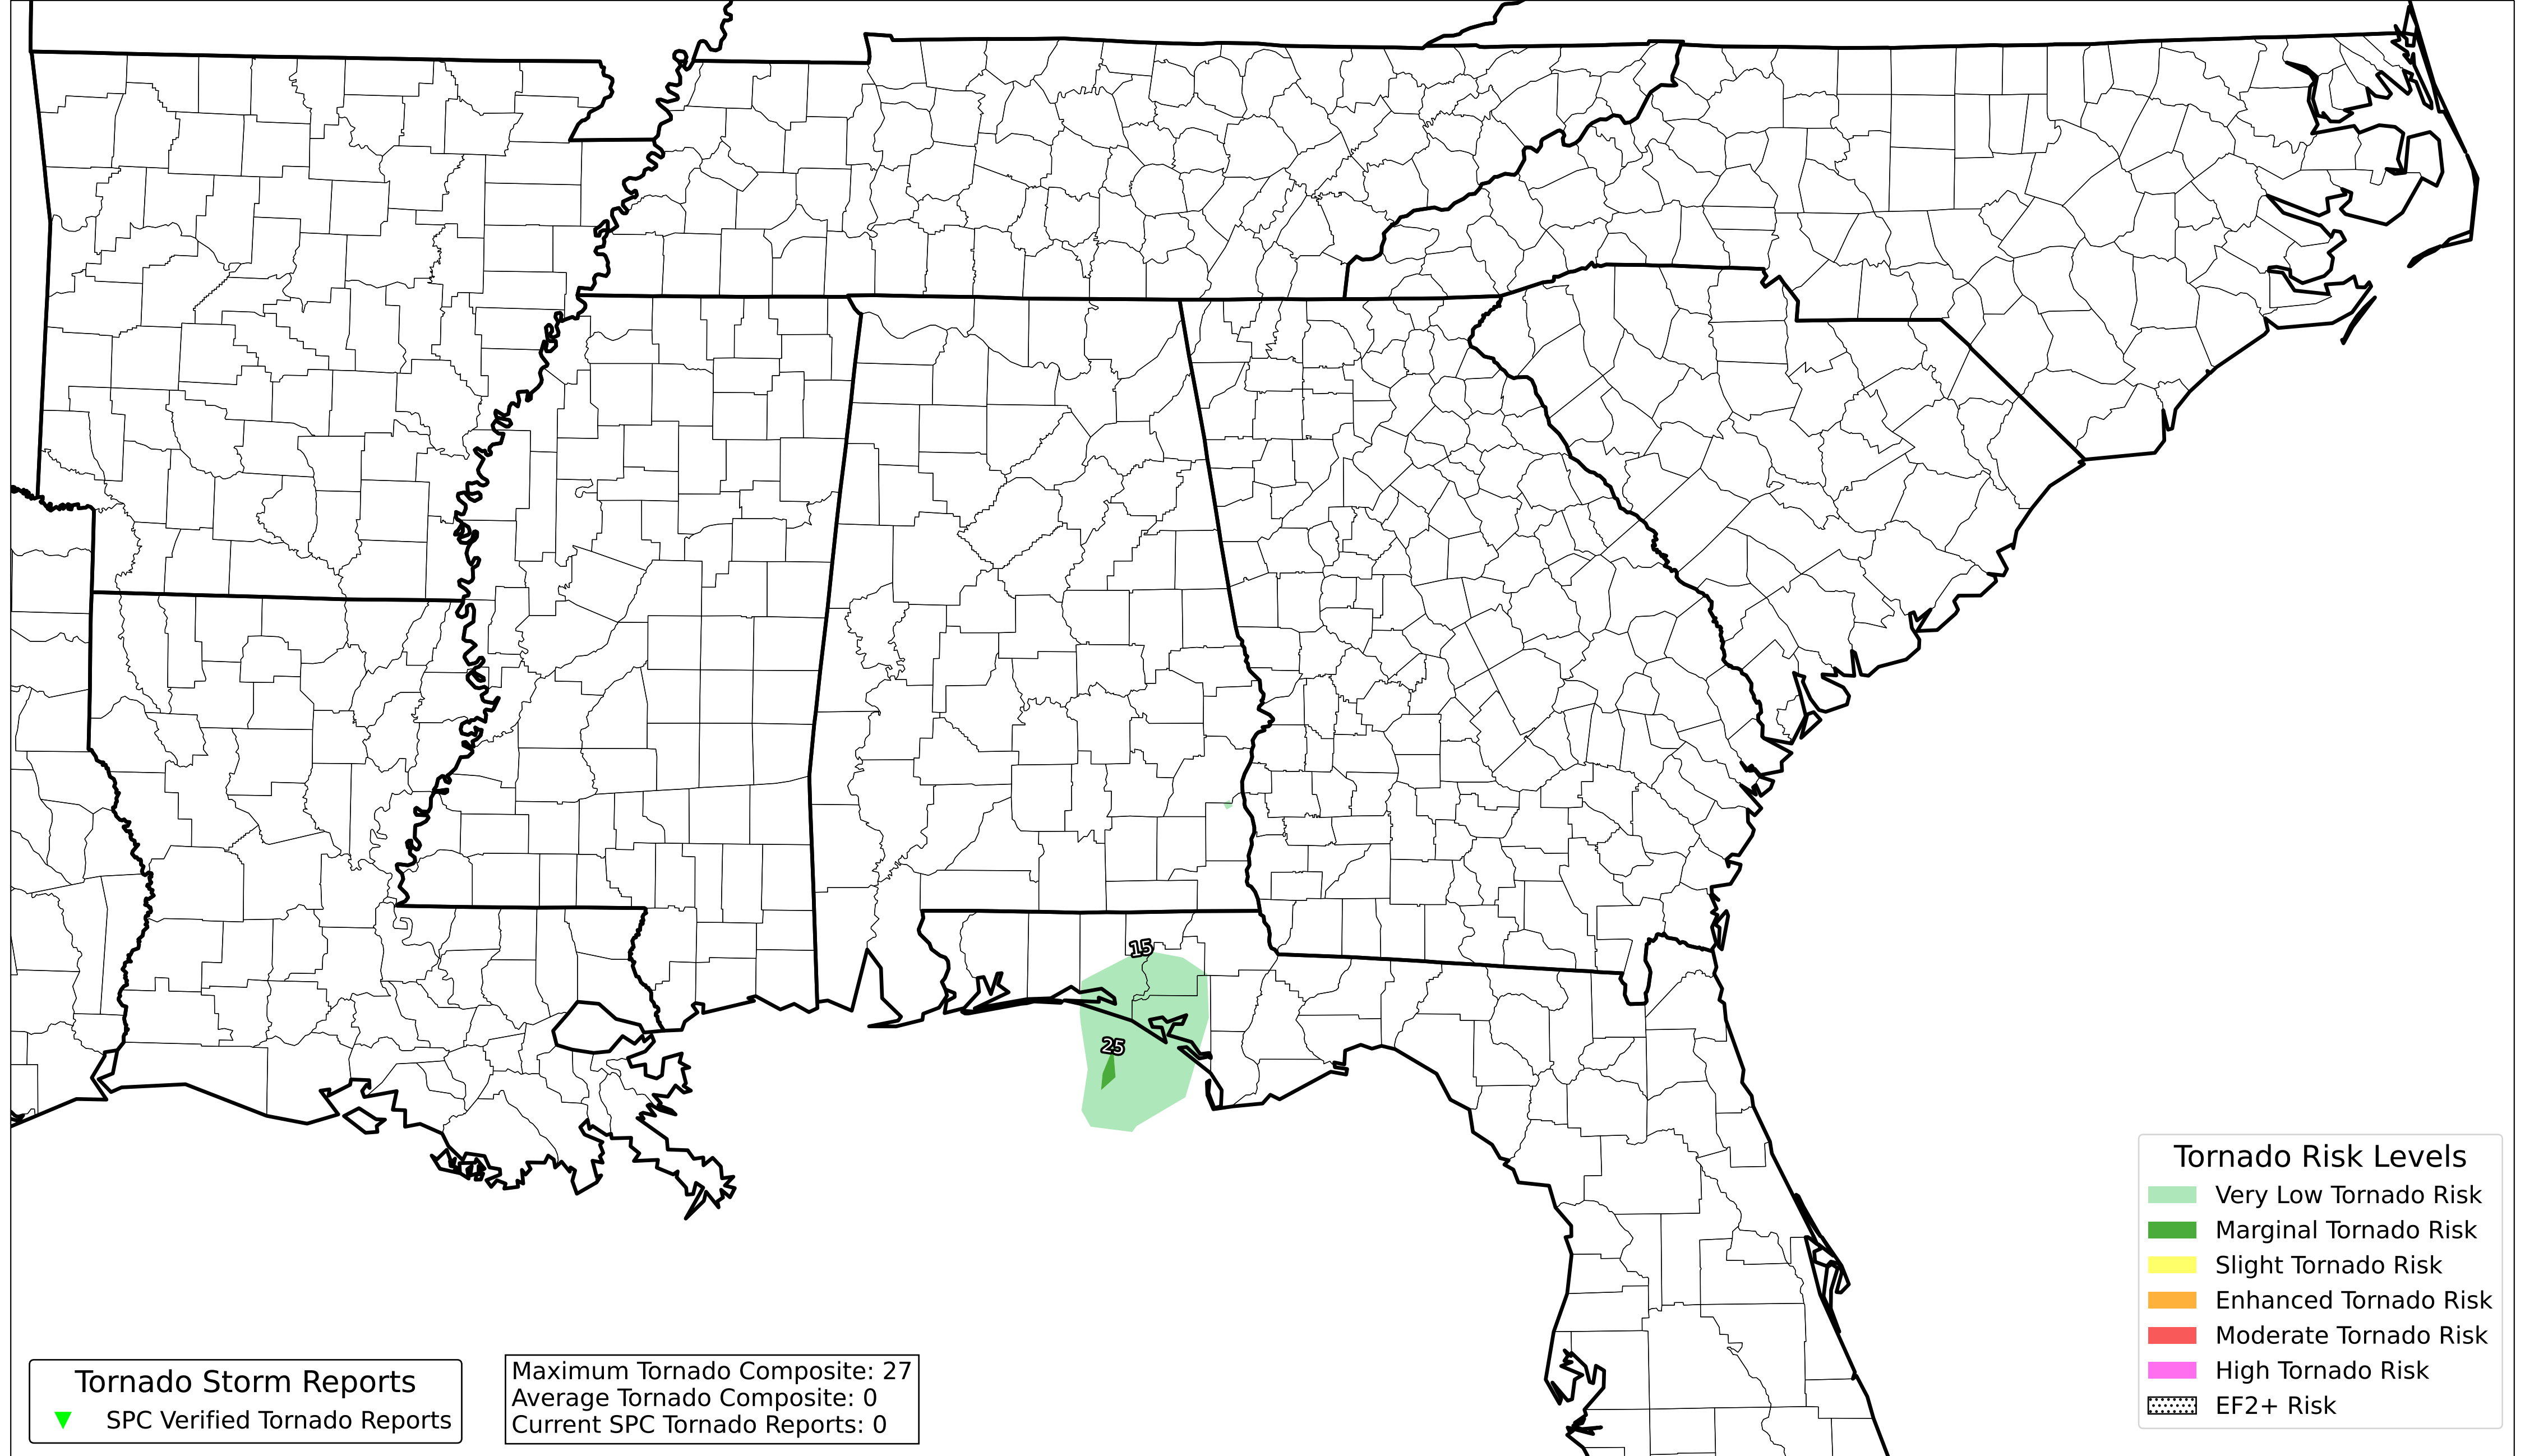 15
25
Tornado Risk Levels
Very Low Tornado Risk
Marginal Tornado Risk
Slight Tornado Risk
Enhanced Tornado Risk
Moderate Tornado Risk
High Tornado Risk
EF2+ Risk
Tornado Storm Reports
SPC Verified Tornado Reports
Maximum Tornado Composite: 27
Average Tornado Composite: 0
Current SPC Tornado Reports: 0